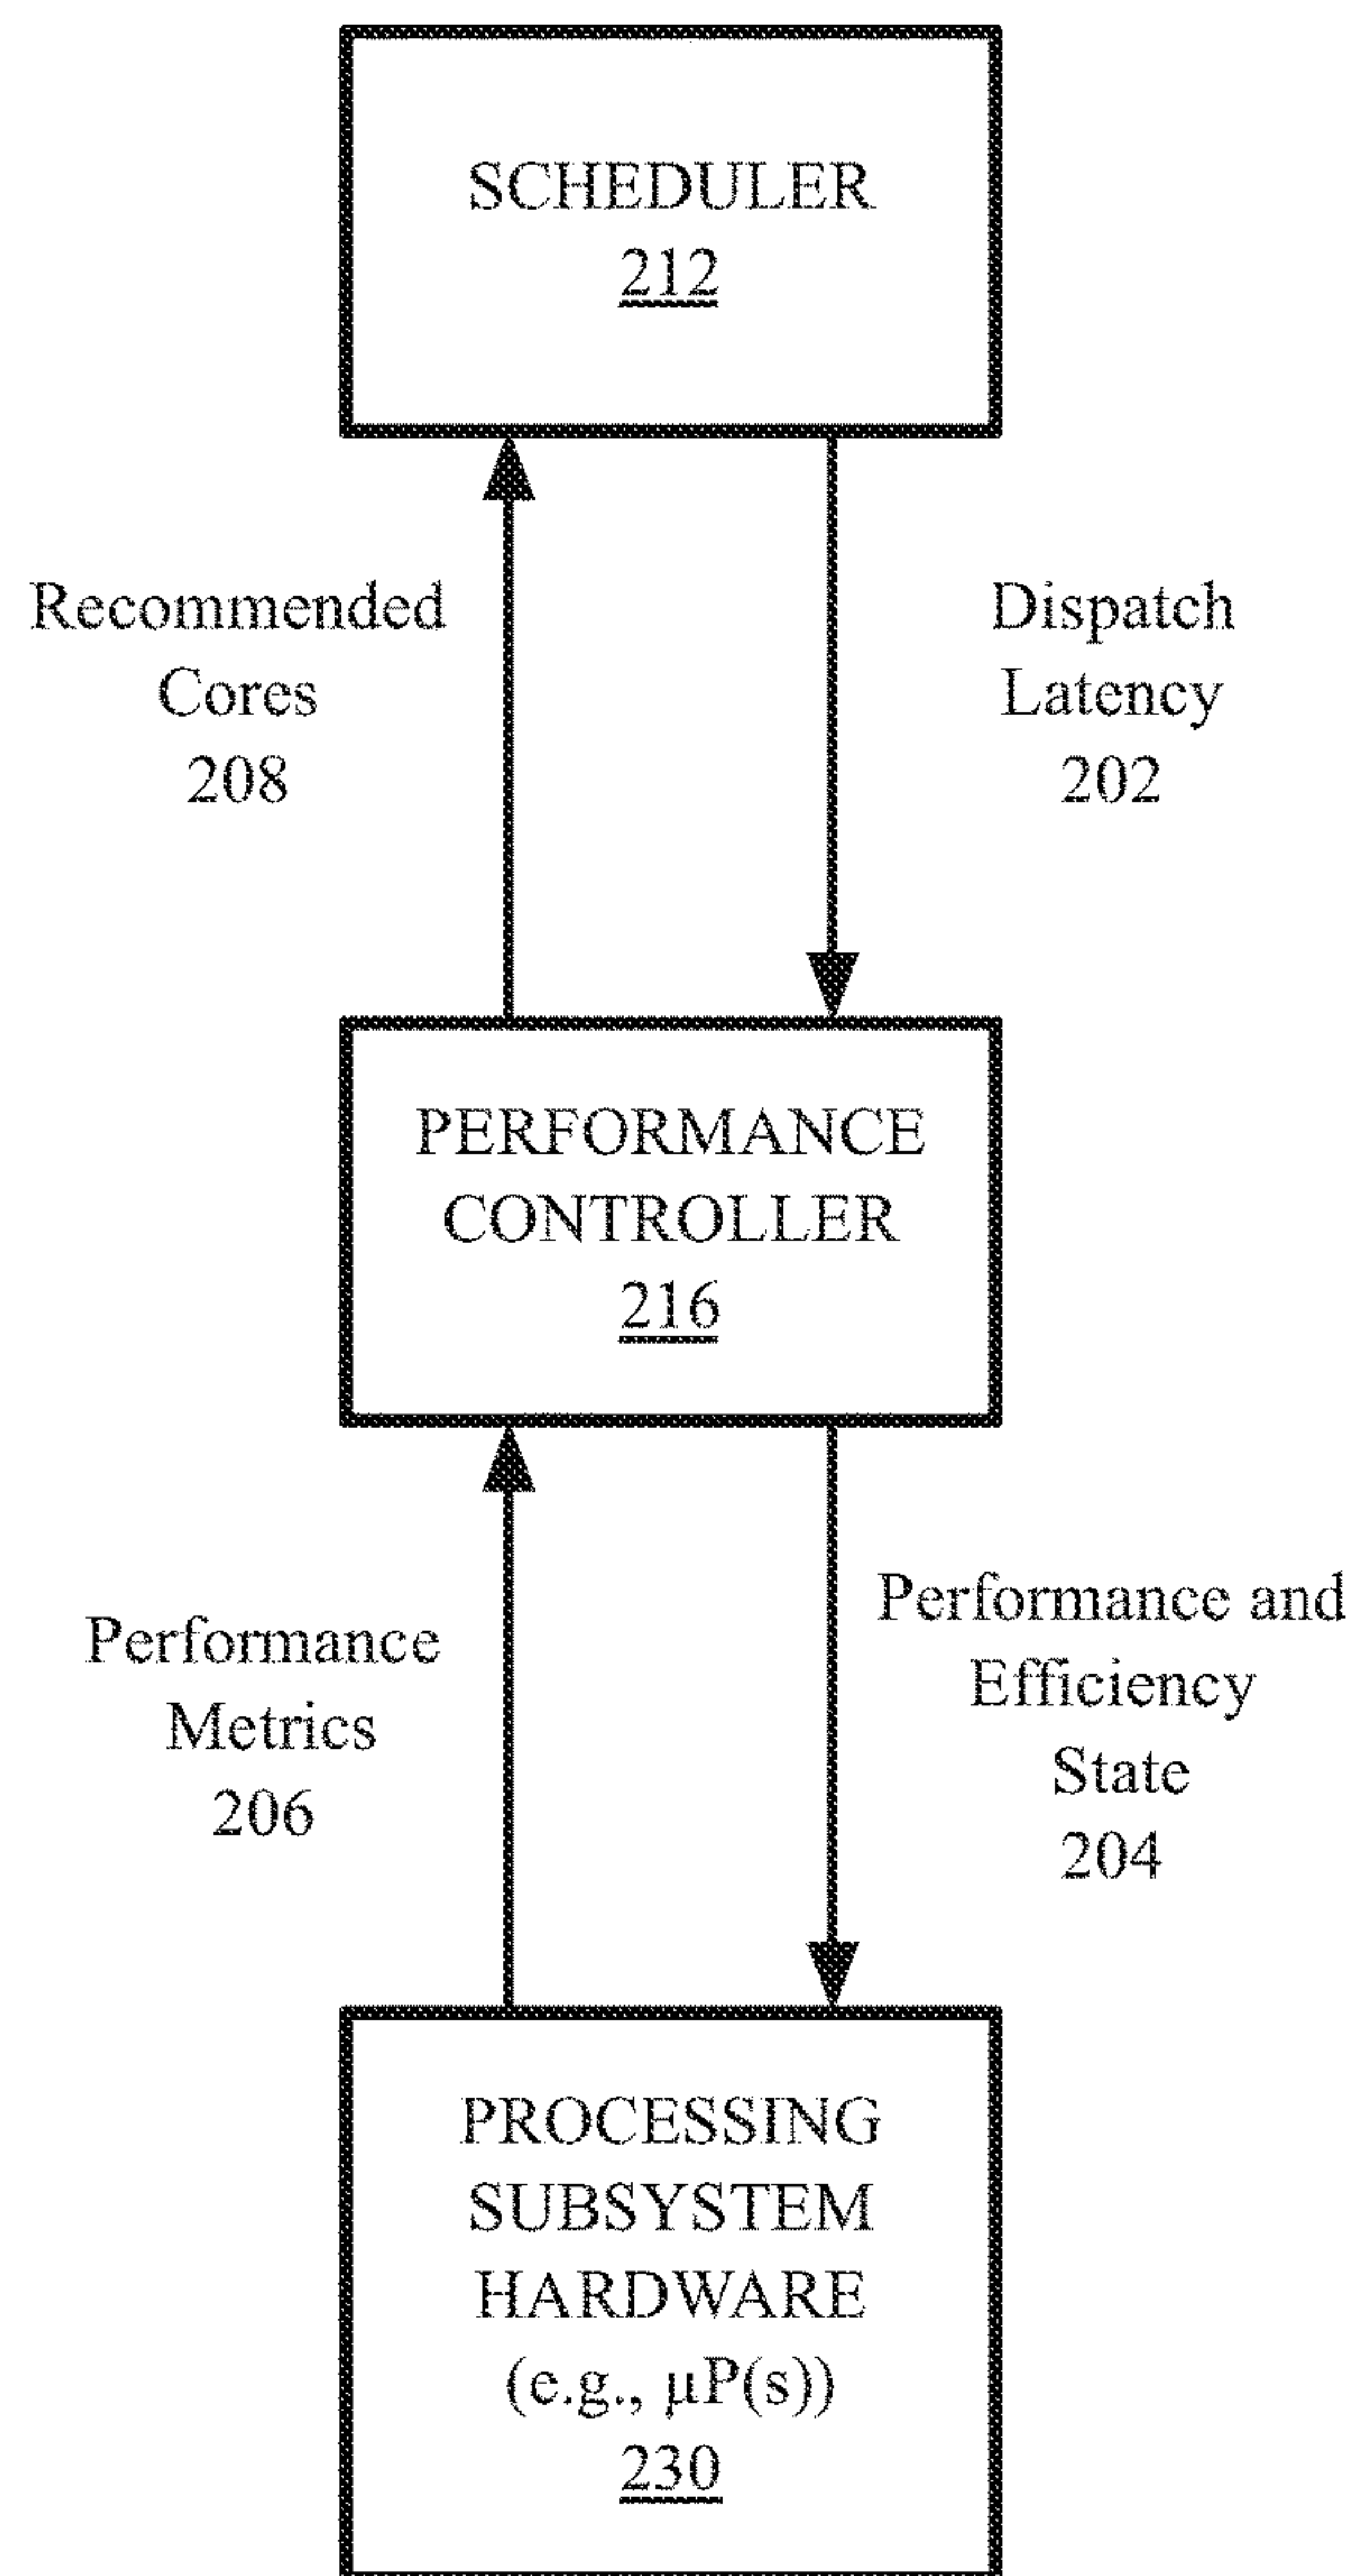 SCHEDULER
212
Recommended
Cores
208
Dispatch
Latency
202
PERFORMANCE
CONTROLLER
216
Performance
Metrics
206
Performance and
Efficiency
State
204
PROCESSING
SUBSYSTEM
HARDWARE
(e.g., µP(s))
230